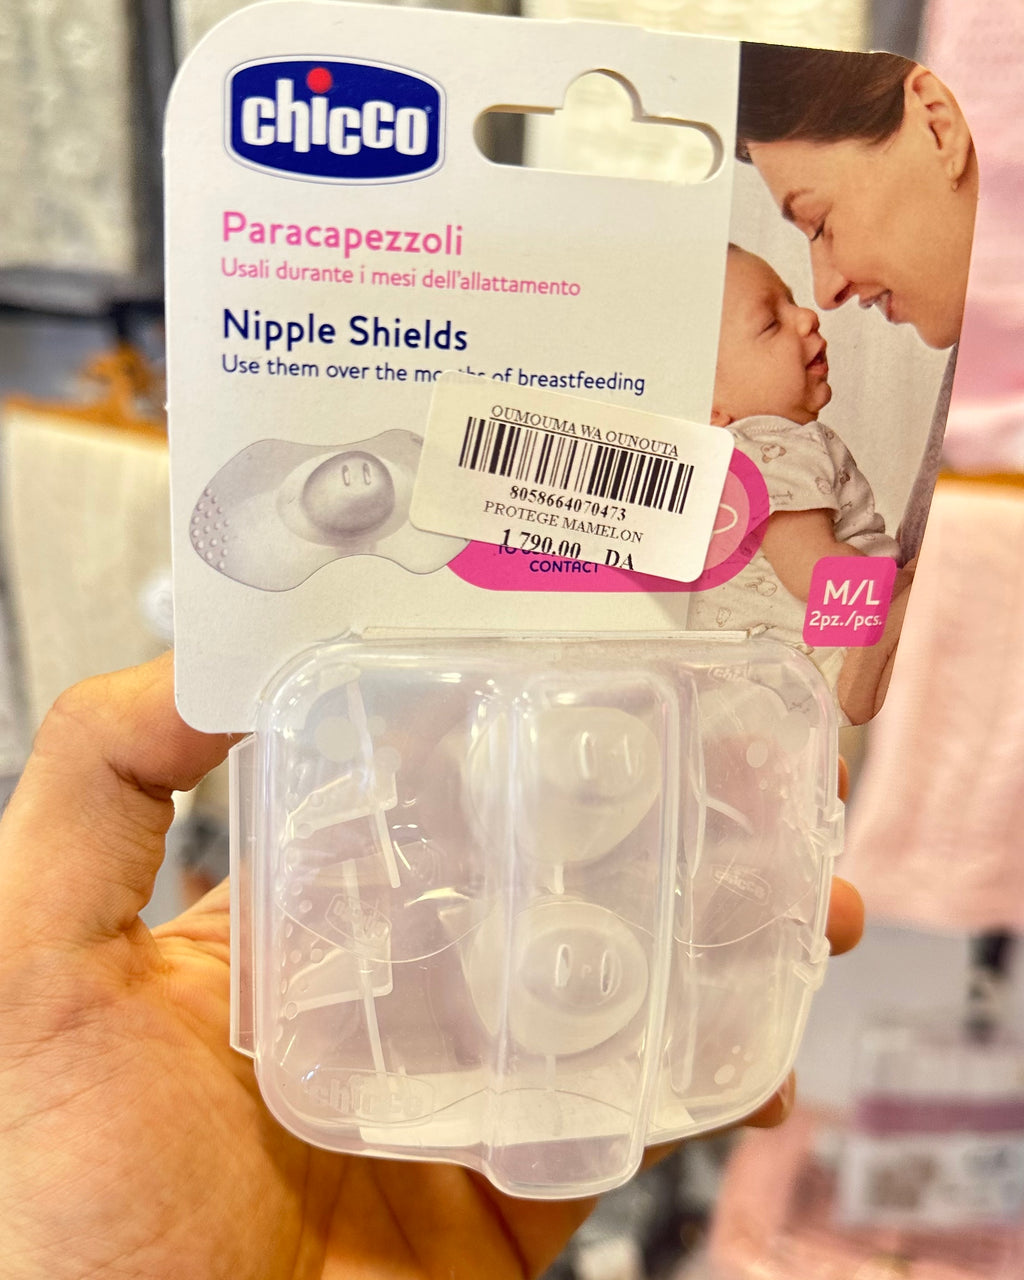 chicco
Paracapezzoli
Usali durante i mesi dell'allattamento
Nipple Shields
Use them over the of breastfeeding
OUMOUMA WA OUNOUTA
8058664070473
PROTEGE MAMELON
1 790.00 DA
CONTACT
M/L
2pz./pcs.
chicco
chicco